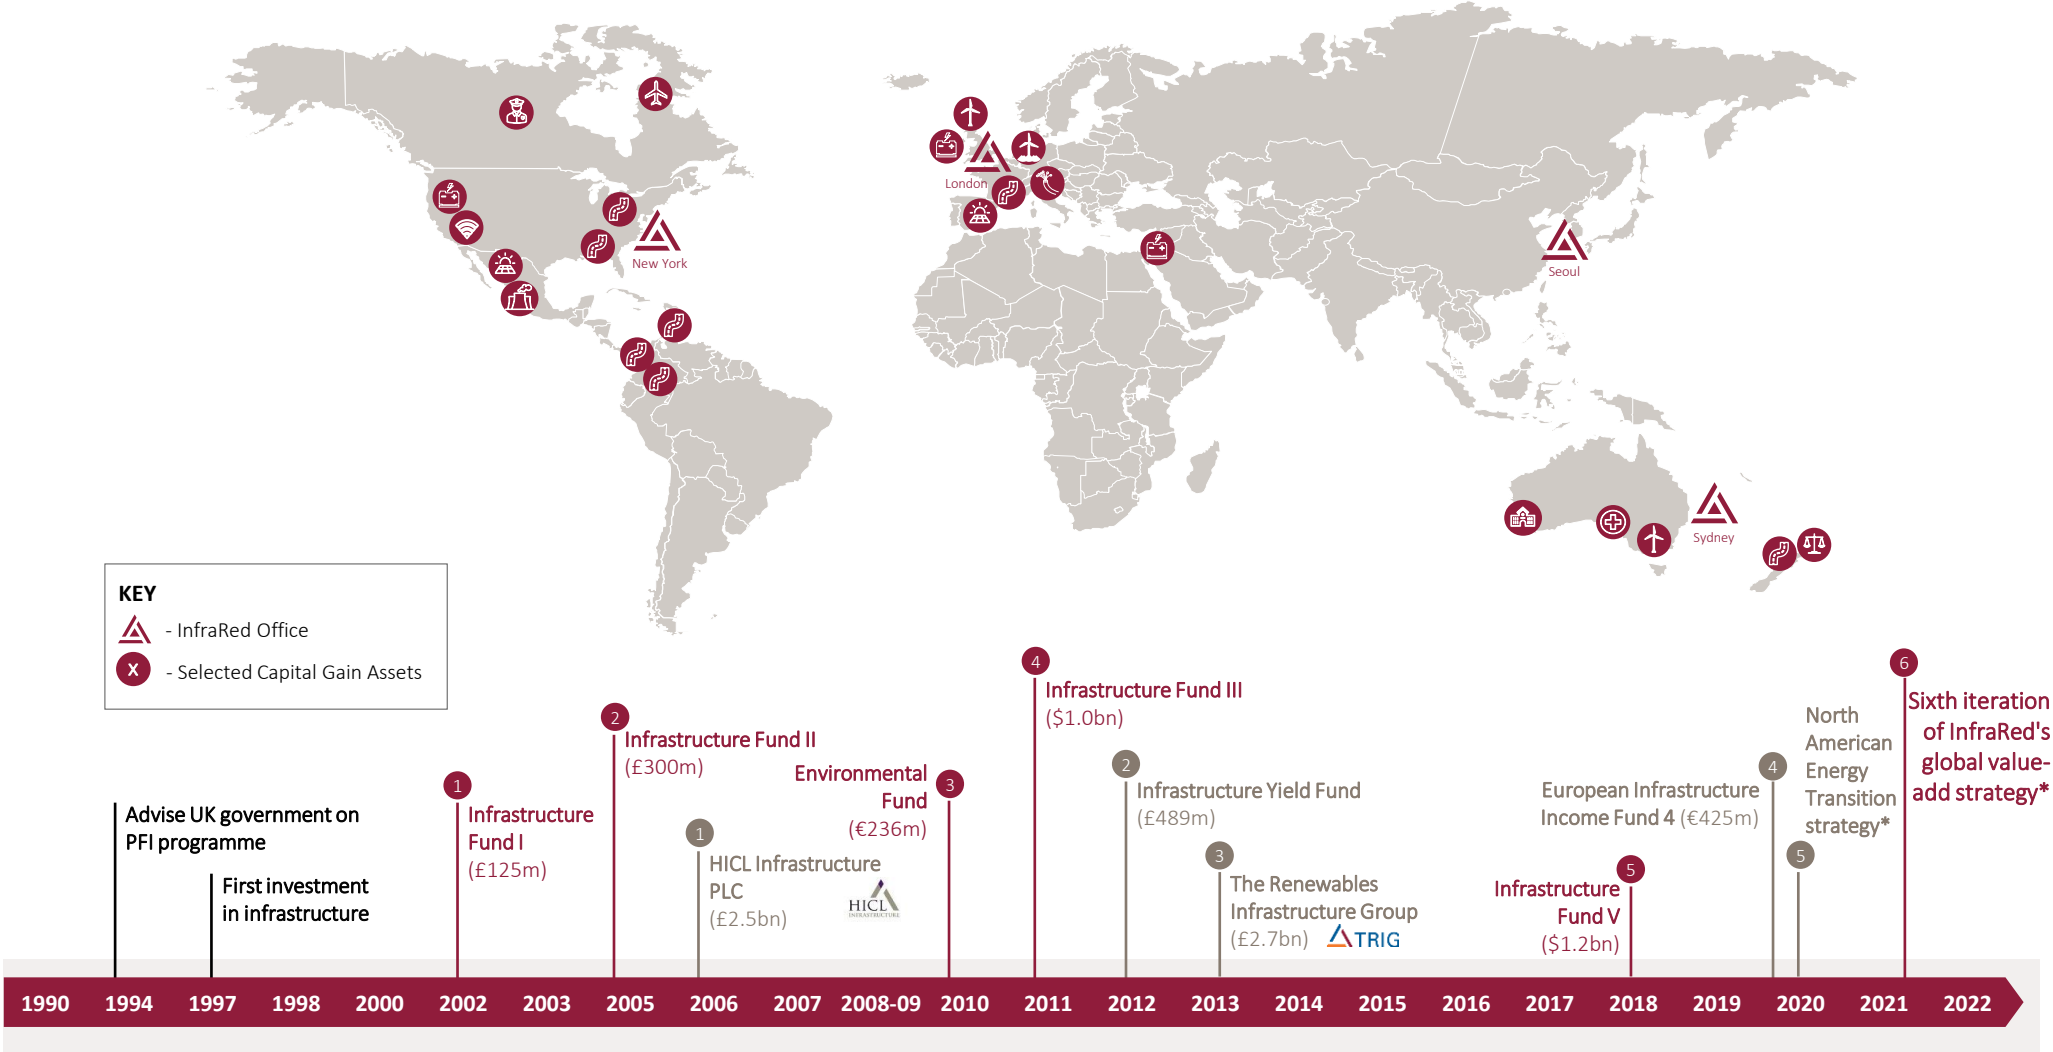 London
New York
Seoul
Sydney
KEY
- InfraRed Office
X
- Selected Capital Gain Assets
Advise UK government on
PFI programme
First investment
in infrastructure
1
Infrastructure
Fund I
(£125m)
2
Infrastructure Fund II
(£300m)
1
HICL Infrastructure
PLC
(£2.5bn)
HICL
INFRASTRUCTURE
Environmental
Fund
(€236m)
3
4
Infrastructure Fund III
($1.0bn)
2
Infrastructure Yield Fund
(£489m)
3
The Renewables
Infrastructure Group
(£2.7bn)
TRIG
5
Infrastructure
Fund V
($1.2bn)
4
European Infrastructure
Income Fund 4 (€425m)
North
American
Energy
Transition
strategy*
5
6
Sixth iteration
of InfraRed's
global value-
add strategy*
1990 1994 1997 1998 2000 2002 2003 2005 2006 2007 2008-09 2010 2011 2012 2013 2014 2015 2016 2017 2018 2019 2020 2021 2022